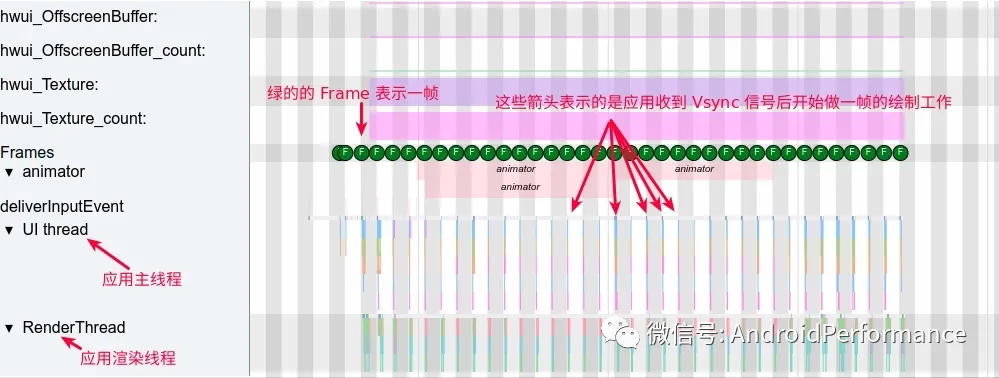 hwui_OffscreenBuffer:
hwui_OffscreenBuffer_count:
hwui_Texture:
绿的的 Frame 表示一帧
这些箭头表示的是应用收到 Vsync 信号后开始做一帧的绘制工作
hwui_Texture_count:
Frames
F F F F F F F F F F F F F F F F F F F F F F F F F F F F F F F F F F F F
▼ animator
animator
animator
animator
deliverInputEvent
▼ UI thread
应用主线程
▼ RenderThread
微信号: AndroidPerformance
应用渲染线程